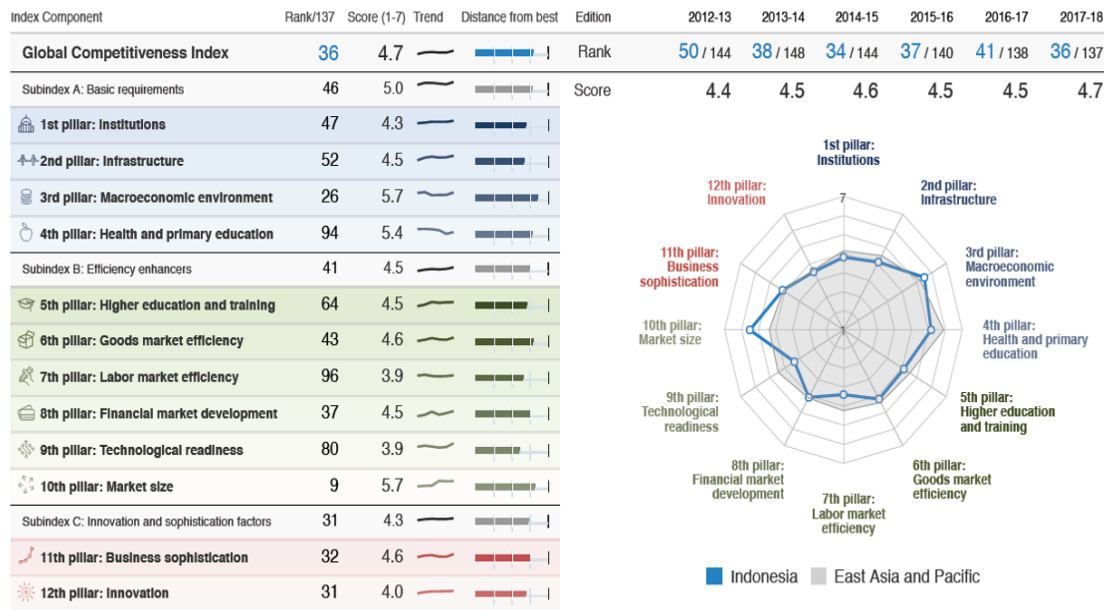 Index Component Rank/137 Score (1-7) Trend Distance from best
Global Competitiveness Index 36 4.7
Subindex A: Basic requirements 46 5.0
1st pillar: Institutions 47 4.3
2nd pillar: Infrastructure 52 4.5
3rd pillar: Macroeconomic environment 26 5.7
4th pillar: Health and primary education 94 5.4
Subindex B: Efficiency enhancers 41 4.5
5th pillar: Higher education and training 64 4.5
6th pillar: Goods market efficiency 43 4.6
7th pillar: Labor market efficiency 96 3.9
8th pillar: Financial market development 37 4.5
9th pillar: Technological readiness 80 3.9
10th pillar: Market size 9 5.7
Subindex C: Innovation and sophistication factors 31 4.3
11th pillar: Business sophistication 32 4.6
12th pillar: Innovation 31 4.0
Edition 2012-13 2013-14 2014-15 2015-16 2016-17 2017-18
Rank 50 / 144 38 / 148 34 / 144 37 / 140 41 / 138 36 / 137
Score 4.4 4.5 4.6 4.5 4.5 4.7
1st pillar:
Institutions
2nd pillar:
Infrastructure
3rd pillar:
Macroeconomic
environment
4th pillar:
Health and primary
education
5th pillar:
Higher education
and training
6th pillar:
Goods market
efficiency
7th pillar:
Labor market
efficiency
8th pillar:
Financial market
development
9th pillar:
Technological
readiness
10th pillar:
Market size
11th pillar:
Business
sophistication
12th pillar:
Innovation
7
1
Indonesia East Asia and Pacific